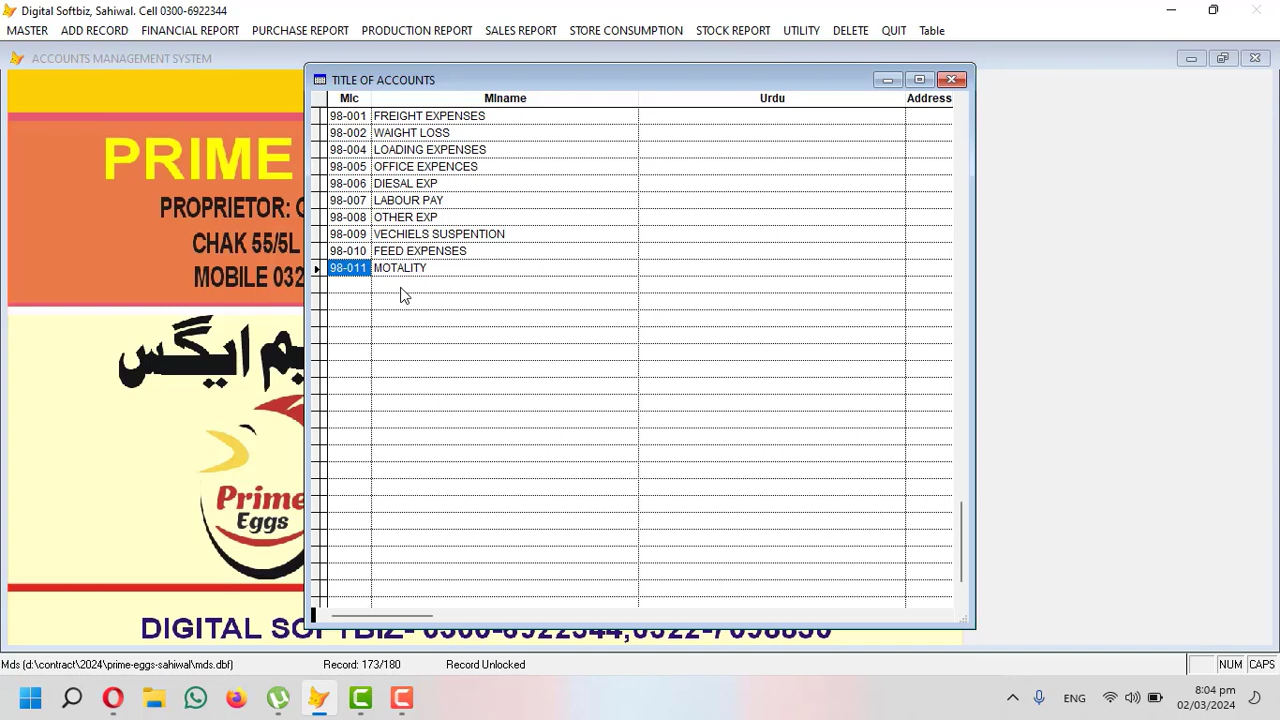 Digital Softbiz, Sahiwal. Cell 0300-6922344
MASTER ADD RECORD FINANCIAL REPORT PURCHASE REPORT PRODUCTION REPORT SALES REPORT STORE CONSUMPTION STOCK REPORT UTILITY DELETE QUIT Table
ACCOUNTS MANAGEMENT SYSTEM
TITLE OF ACCOUNTS
Mlc Mlname Urdu Address
98-001 FREIGHT EXPENSES
98-002 WAIGHT LOSS
98-004 LOADING EXPENSES
98-005 OFFICE EXPENCES
98-006 DIESAL EXP
98-007 LABOUR PAY
98-008 OTHER EXP
98-009 VECHIELS SUSPENTION
98-010 FEED EXPENSES
98-011 MOTALITY
PRIME
PROPRIETOR:
CHAK 55/5L
MOBILE 032
ایگس
Prime
Eggs
Mds (d:\contract\2024\prime-eggs-sahiwal\mds.dbf) Record: 173/180 Record Unlocked NUM CAPS
ENG 8:04 pm
02/03/2024